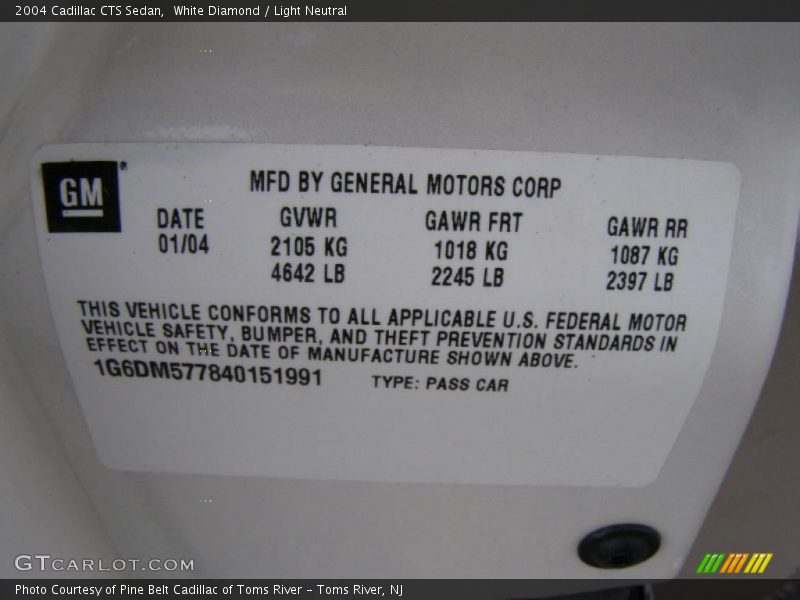 2004 Cadillac CTS Sedan, White Diamond / Light Neutral
GM
MFD BY GENERAL MOTORS CORP
DATE GVWR GAWR FRT GAWR RR
01/04 2105 KG 1018 KG 1087 KG
4642 LB 2245 LB 2397 LB
THIS VEHICLE CONFORMS TO ALL APPLICABLE U.S. FEDERAL MOTOR
VEHICLE SAFETY, BUMPER, AND THEFT PREVENTION STANDARDS IN
EFFECT ON THE DATE OF MANUFACTURE SHOWN ABOVE.
1G6DM577840151991 TYPE: PASS CAR
GTCARLOT.COM
Photo Courtesy of Pine Belt Cadillac of Toms River – Toms River, NJ